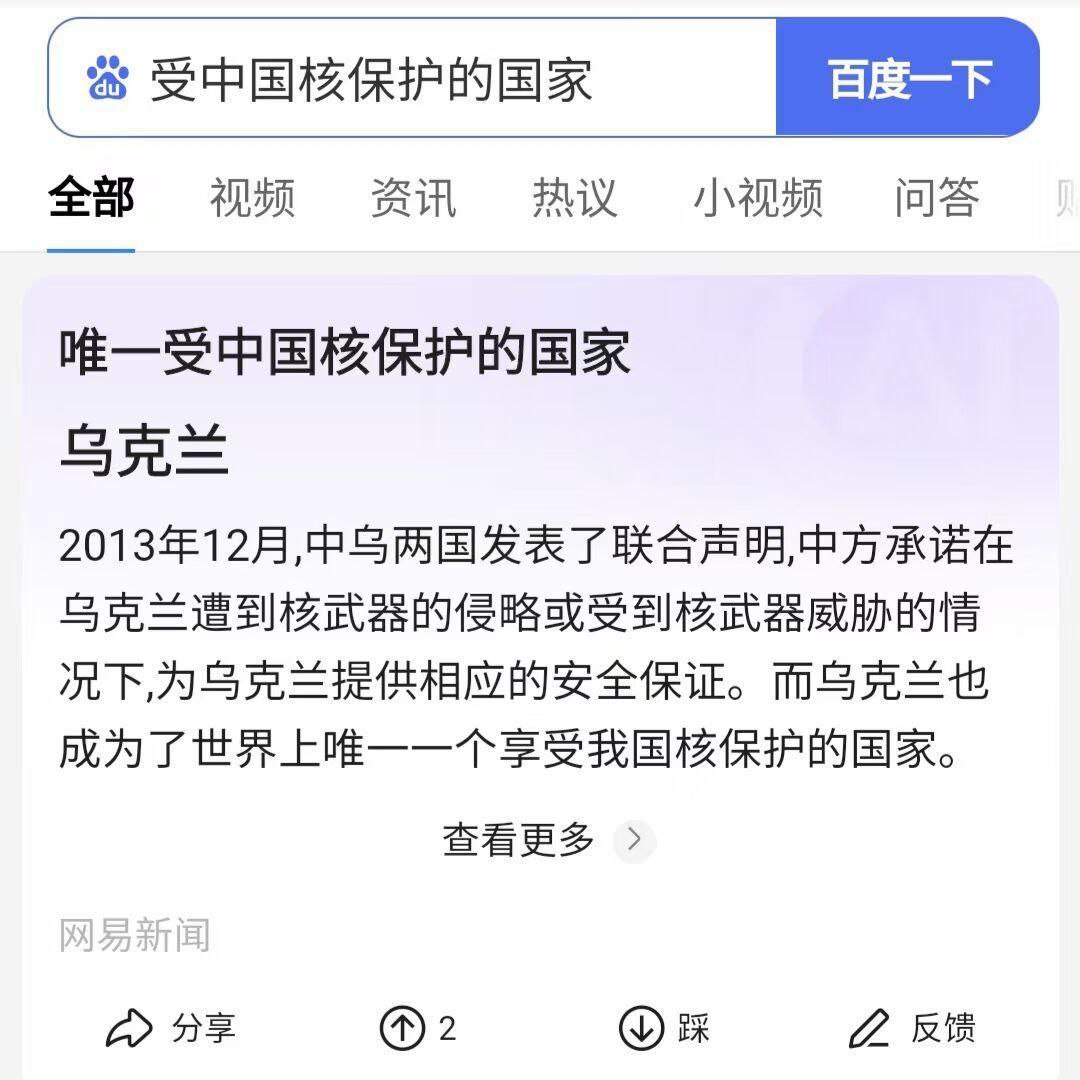 du 受中国核保护的国家 百度一下
全部 视频 资讯 热议 小视频 问答
唯一受中国核保护的国家
乌克兰
2013年12月,中乌两国发表了联合声明,中方承诺在
乌克兰遭到核武器的侵略或受到核武器威胁的情
况下,为乌克兰提供相应的安全保证。而乌克兰也
成为了世界上唯一一个享受我国核保护的国家。
查看更多
网易新闻
分享 2 踩 反馈